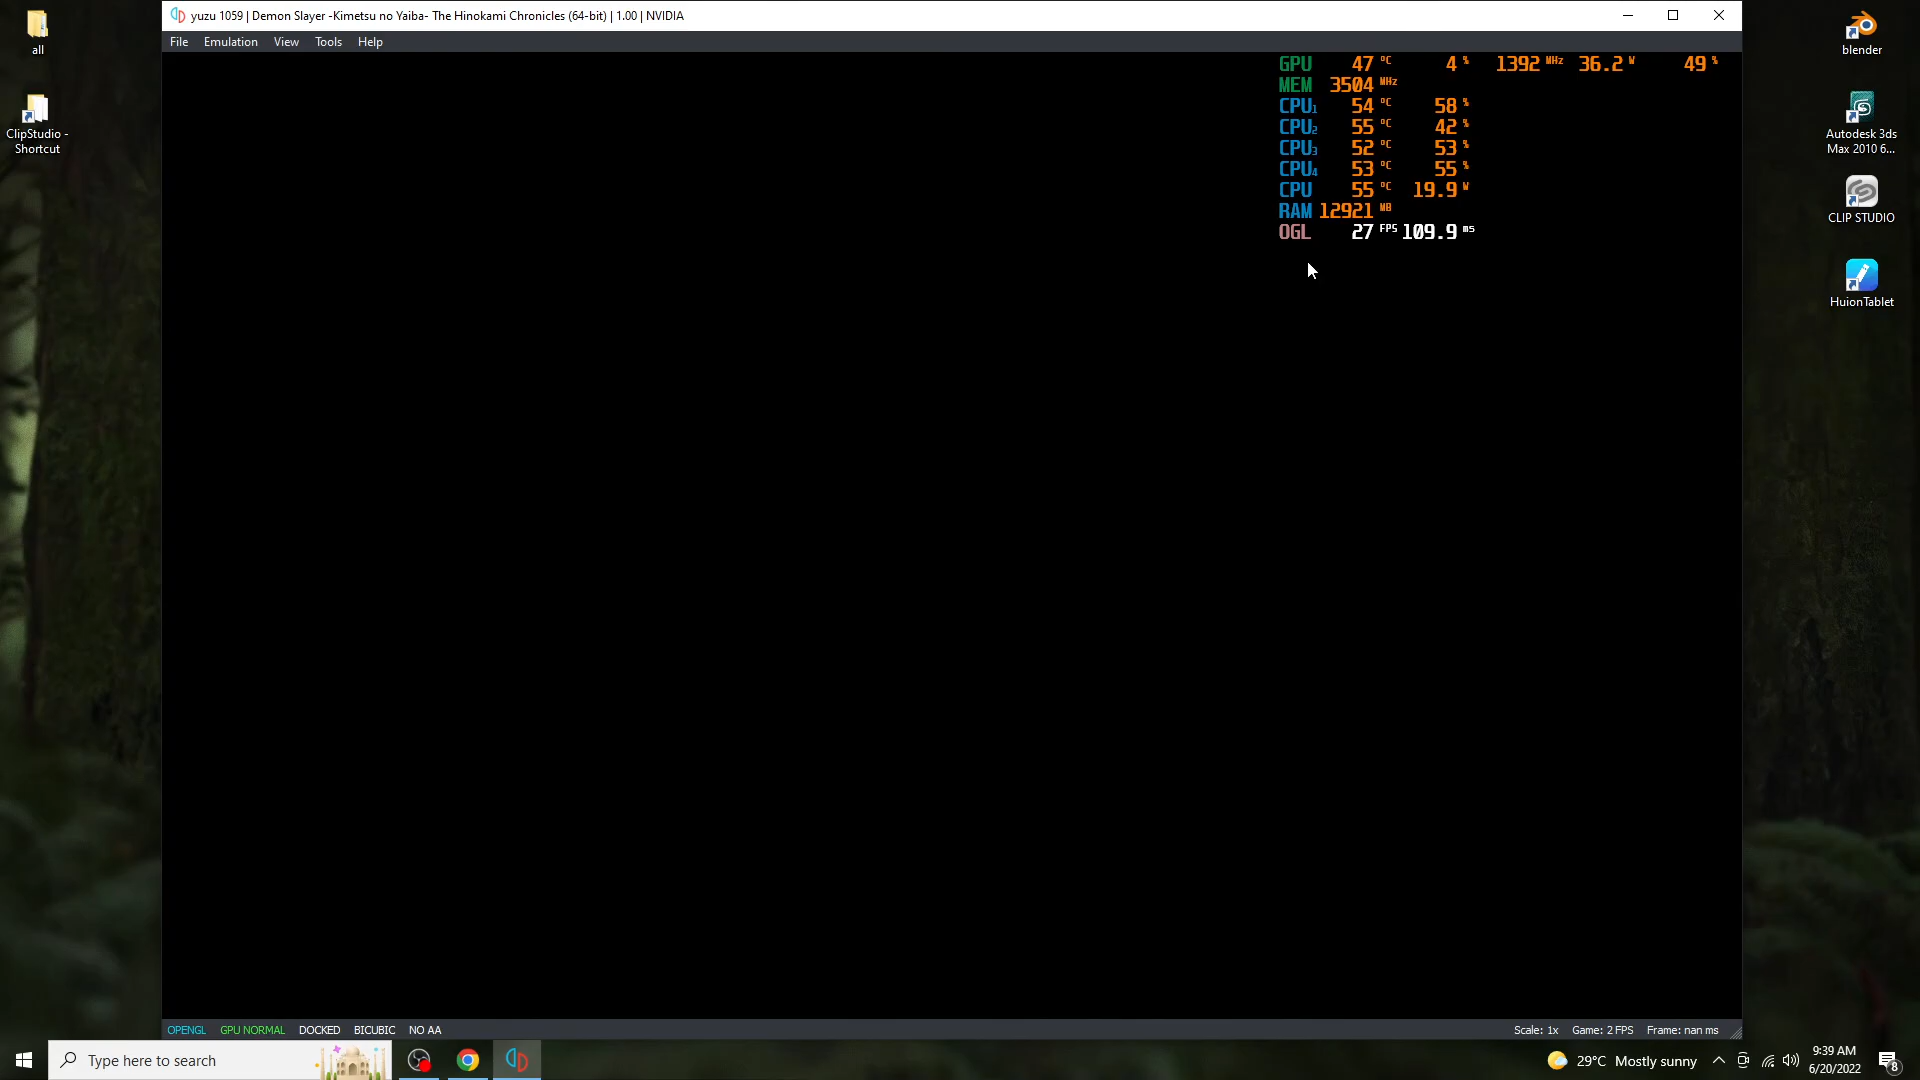 yuzu 1059 | Demon Slayer -Kimetsu no Yaiba- The Hinokami Chronicles (64-bit) | 1.00 | NVIDIA
File Emulation View Tools Help
GPU 47 °C 4 % 1392 MHz 36.2 W 49 %
MEM 3504 MHz
CPU1 54 °C 58 %
CPU2 55 °C 42 %
CPU3 52 °C 53 %
CPU4 53 °C 55 %
CPU 55 °C 19.9 W
RAM 12921 MB
OGL 27 FPS 109.9 ms
all
ClipStudio -
Shortcut
blender
Autodesk 3ds
Max 2010 6...
CLIP STUDIO
HuionTablet
OPENGL GPU NORMAL DOCKED BICUBIC NO AA
Scale: 1x Game: 2 FPS Frame: nan ms
Type here to search
29°C Mostly sunny
9:39 AM
6/20/2022
8